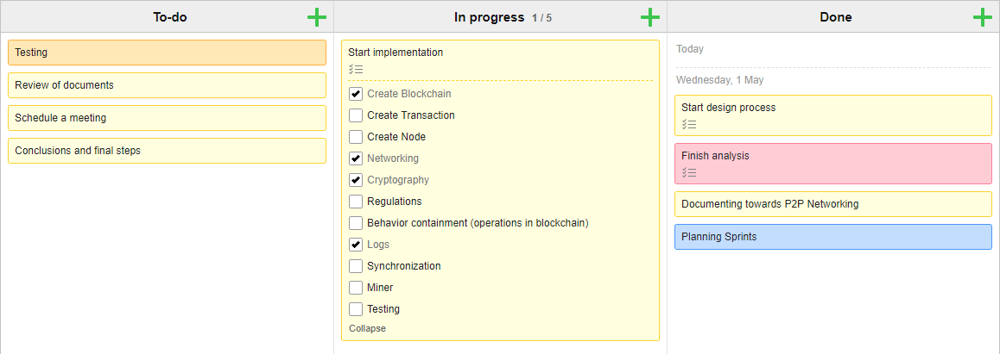 To-do
Testing
Review of documents
Schedule a meeting
Conclusions and final steps
In progress 1 / 5
Start implementation
Create Blockchain
Create Transaction
Create Node
Networking
Cryptography
Regulations
Behavior containment (operations in blockchain)
Logs
Synchronization
Miner
Testing
Collapse
Done
Today
Wednesday, 1 May
Start design process
Finish analysis
Documenting towards P2P Networking
Planning Sprints